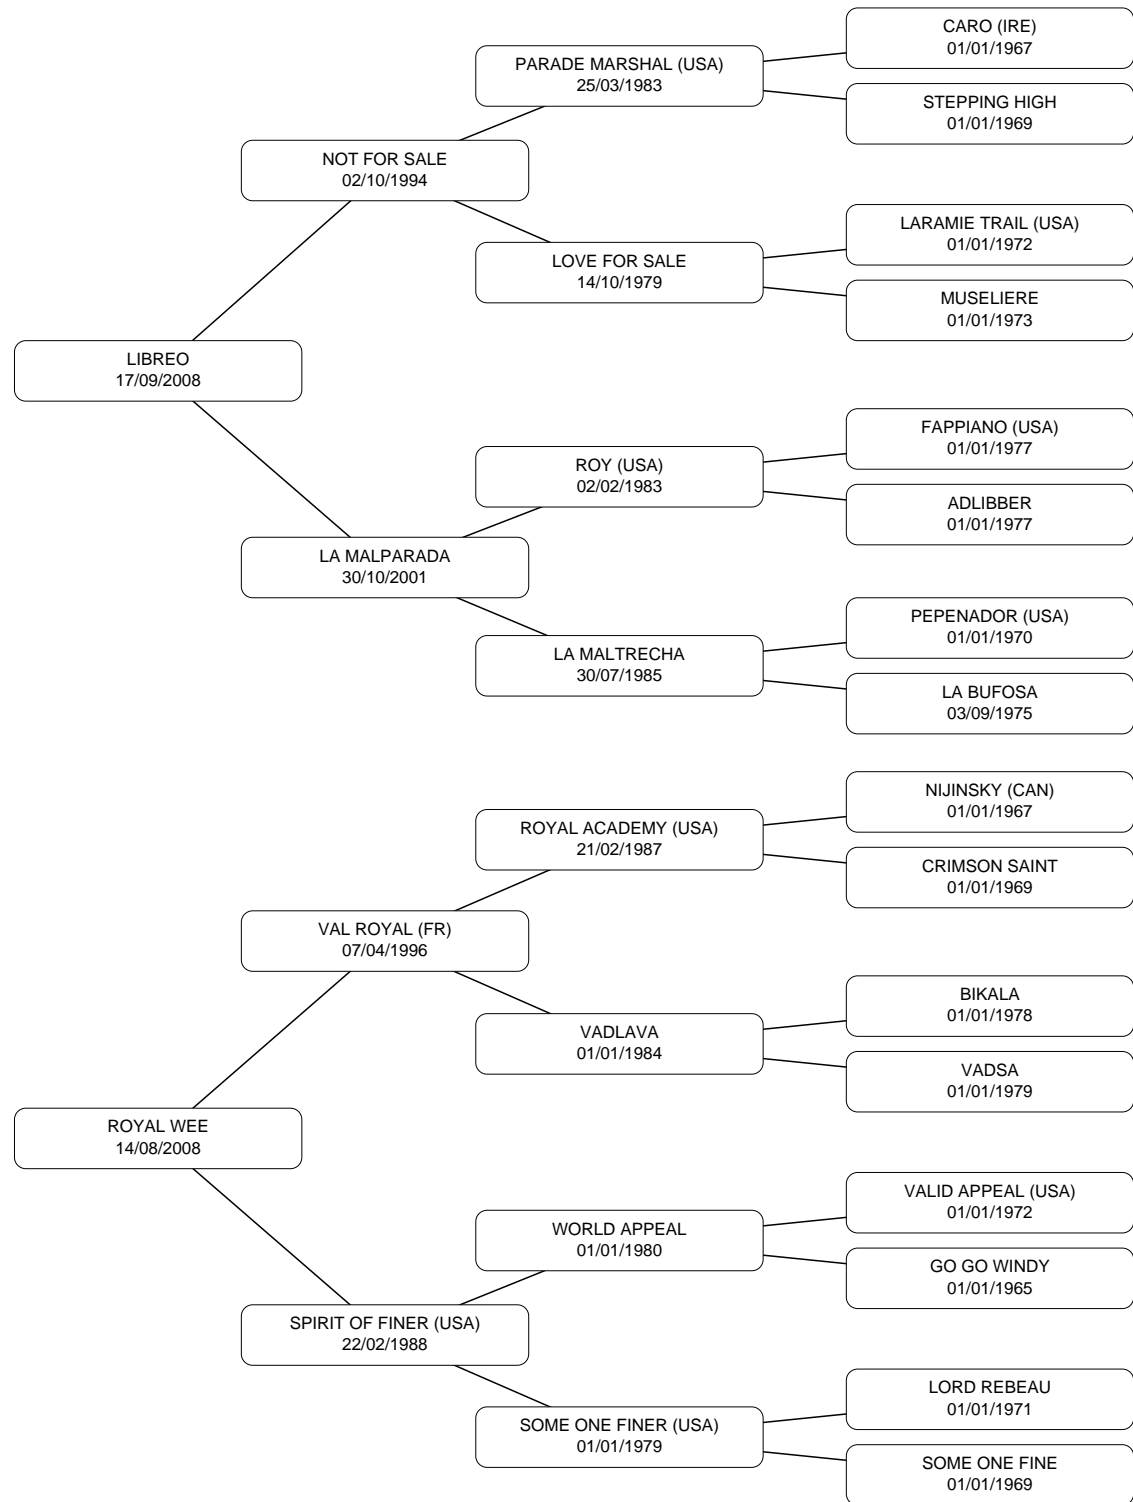 CARO (IRE)
01/01/1967
PARADE MARSHAL (USA)
25/03/1983
STEPPING HIGH
01/01/1969
NOT FOR SALE
02/10/1994
LARAMIE TRAIL (USA)
01/01/1972
LOVE FOR SALE
14/10/1979
MUSELIERE
01/01/1973
LIBREO
17/09/2008
FAPPIANO (USA)
01/01/1977
ROY (USA)
02/02/1983
ADLIBBER
01/01/1977
LA MALPARADA
30/10/2001
PEPENADOR (USA)
01/01/1970
LA MALTRECHA
30/07/1985
LA BUFOSA
03/09/1975
NIJINSKY (CAN)
01/01/1967
ROYAL ACADEMY (USA)
21/02/1987
CRIMSON SAINT
01/01/1969
VAL ROYAL (FR)
07/04/1996
BIKALA
01/01/1978
VADLAVA
01/01/1984
VADSA
01/01/1979
ROYAL WEE
14/08/2008
VALID APPEAL (USA)
01/01/1972
WORLD APPEAL
01/01/1980
GO GO WINDY
01/01/1965
SPIRIT OF FINER (USA)
22/02/1988
LORD REBEAU
01/01/1971
SOME ONE FINER (USA)
01/01/1979
SOME ONE FINE
01/01/1969